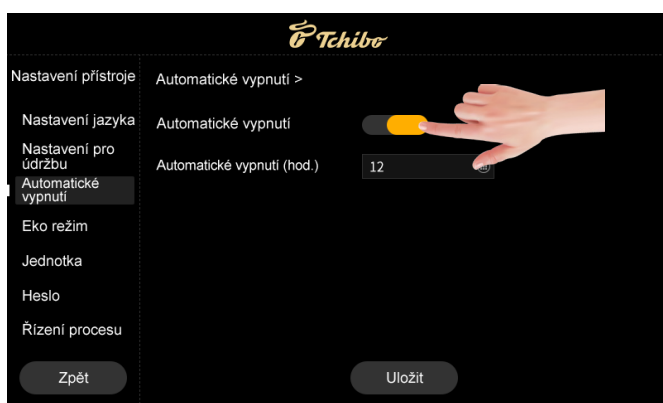 Tchibo
Nastavení přístroje
Automatické vypnutí >
Nastavení jazyka
Automatické vypnutí
Nastavení pro
údržbu
Automatické vypnutí (hod.)
12
Automatické
vypnutí
Eko režim
Jednotka
Heslo
Řízení procesu
Zpět
Uložit